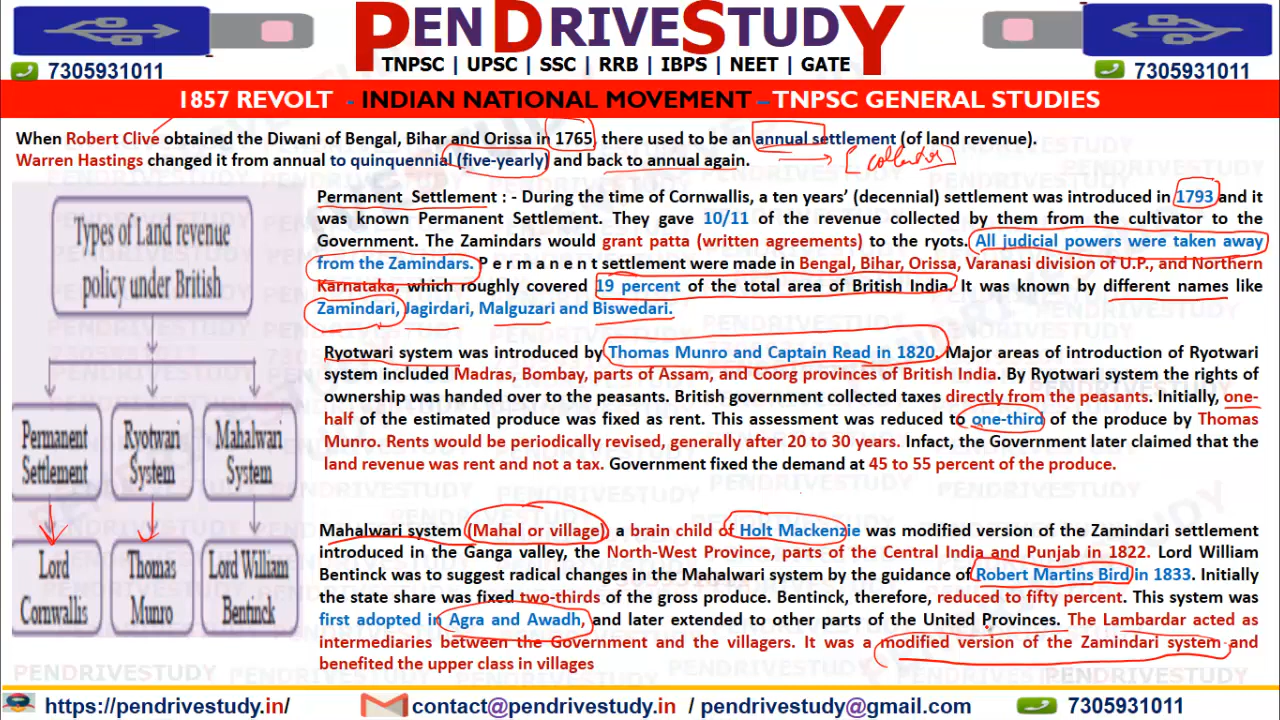 PENDRIVESTUDY
TNPSC | UPSC | SSC | RRB | IBPS | NEET | GATE
7305931011
7305931011
1857 REVOLT - INDIAN NATIONAL MOVEMENT – TNPSC GENERAL STUDIES
When Robert Clive obtained the Diwani of Bengal, Bihar and Orissa in 1765 there used to be an annual settlement (of land revenue).
Warren Hastings changed it from annual to quinquennial (five-yearly) and back to annual again.
Types of Land revenue
policy under British
Permanent
Settlement
Ryotwari
System
Mahalwari
System
Lord
Cornwallis
Thomas
Munro
Lord William
Bentinck
Permanent Settlement : - During the time of Cornwallis, a ten years’ (decennial) settlement was introduced in 1793 and it
is known Permanent Settlement. They gave 10/11 of the revenue collected by them from the cultivator to the
Government. The Zamindars would grant patta (written agreements) to the ryots. All judicial powers were taken away
from the Zamindars. P e r m a n e n t settlement were made in Bengal, Bihar, Orissa, Varanasi division of U.P., and Northern
Karnataka, which roughly covered 19 percent of the total area of British India. It was known by different names like
Zamindari, Jagirdari, Malguzari and Biswedari.
Ryotwari system was introduced by Thomas Munro and Captain Read in 1820. Major areas of introduction of Ryotwari
system included Madras, Bombay, parts of Assam, and Coorg provinces of British India. By Ryotwari system the rights of
ownership was handed over to the peasants. British government collected taxes directly from the peasants. Initially, one-
half of the estimated produce was fixed as rent. This assessment was reduced to one-third of the produce by Thomas
Munro. Rents would be periodically revised, generally after 20 to 30 years. Infact, the Government later claimed that the
land revenue was rent and not a tax. Government fixed the demand at 45 to 55 percent of the produce.
Mahalwari system (Mahal or village) a brain child of Holt Mackenzie was modified version of the Zamindari settlement
introduced in the Ganga valley, the North-West Province, parts of the Central India and Punjab in 1822. Lord William
Bentinck was to suggest radical changes in the Mahalwari system by the guidance of Robert Martins Bird in 1833. Initially
the state share was fixed two-thirds of the gross produce. Bentinck, therefore, reduced to fifty percent. This system was
first adopted in Agra and Awadh, and later extended to other parts of the United Provinces. The Lambardar acted as
intermediaries between the Government and the villagers. It was a modified version of the Zamindari system and
benefited the upper class in villages
https://pendrivestudy.in/
contact@pendrivestudy.in / pendrivestudy@gmail.com
7305931011